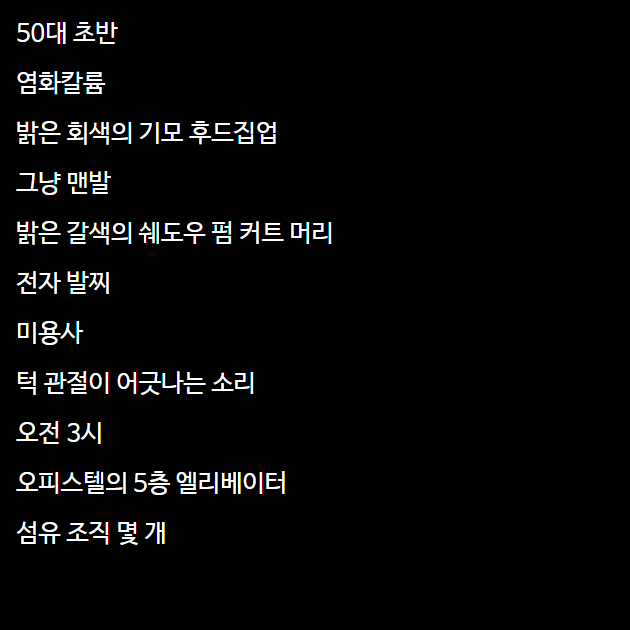 50대 초반
염화칼륨
밝은 회색의 기모 후드집업
그냥 맨발
밝은 갈색의 쉐도우 펌 커트 머리
전자 발찌
미용사
턱 관절이 어긋나는 소리
오전 3시
오피스텔의 5층 엘리베이터
섬유 조직 몇 개